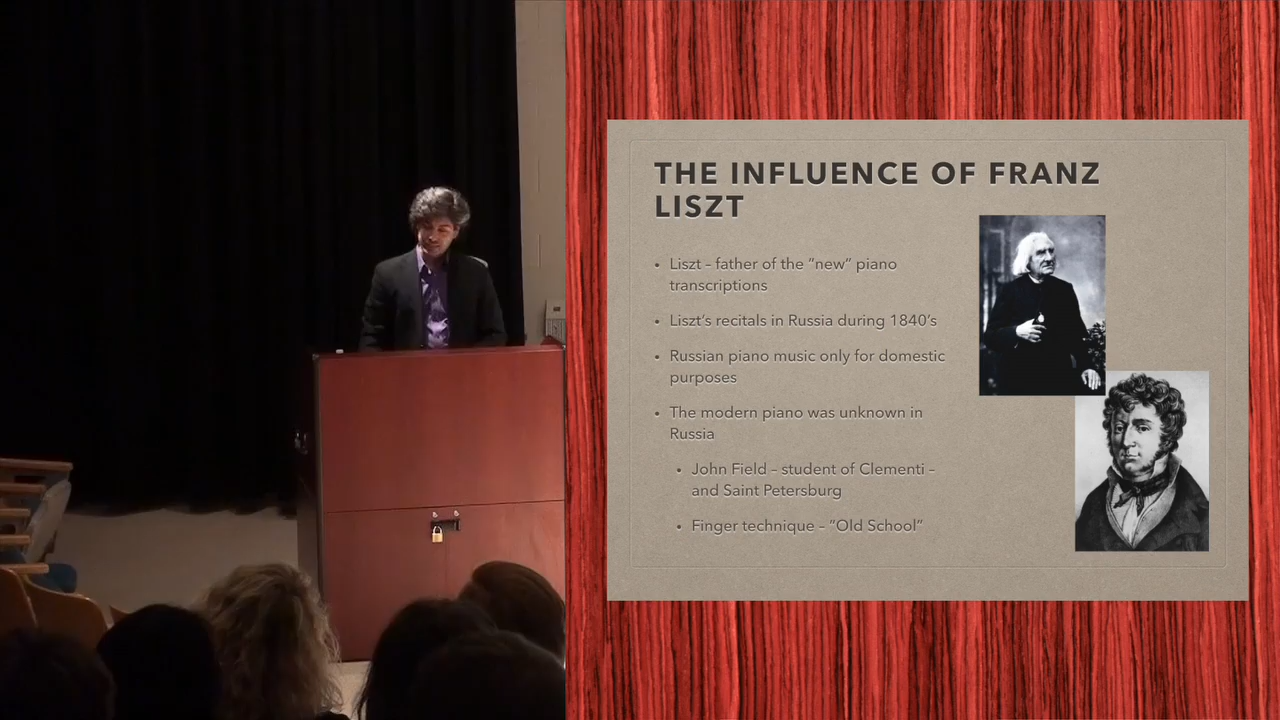 THE INFLUENCE OF FRANZ
LISZT
• Liszt – father of the “new” piano
transcriptions
• Liszt’s recitals in Russia during 1840’s
• Russian piano music only for domestic
purposes
• The modern piano was unknown in
Russia
• John Field – student of Clementi –
and Saint Petersburg
• Finger technique – “Old School”